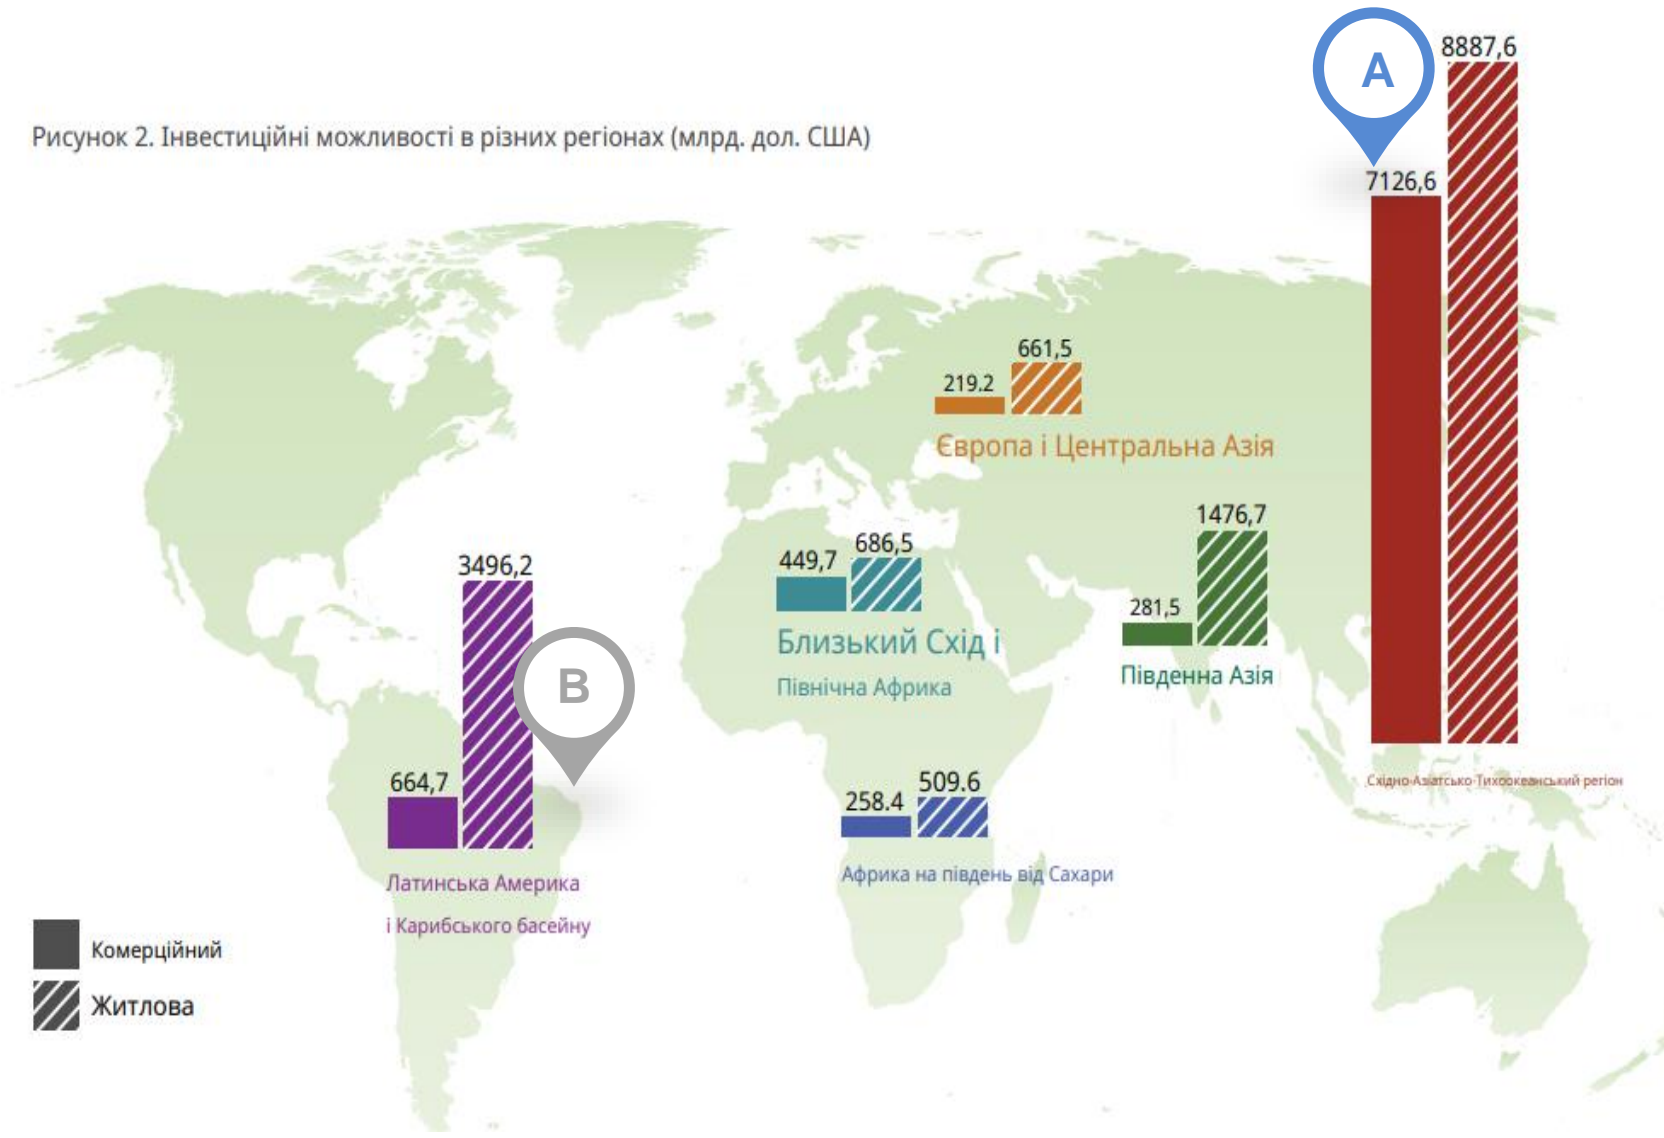 A
8887,6
Рисунок 2. Інвестиційні можливості в різних регіонах (млрд. дол. США)
7126,6
661,5
219.2
Європа і Центральна Азія
1476,7
686,5
449,7
3496,2
281,5
Близький Схід і
Північна Африка
Південна Азія
B
664,7
509.6
258.4
Східно-Азіатсько-Тихоокеанський регіон
Африка на південь від Сахари
Латинська Америка
і Карибського басейну
Комерційний
Житлова